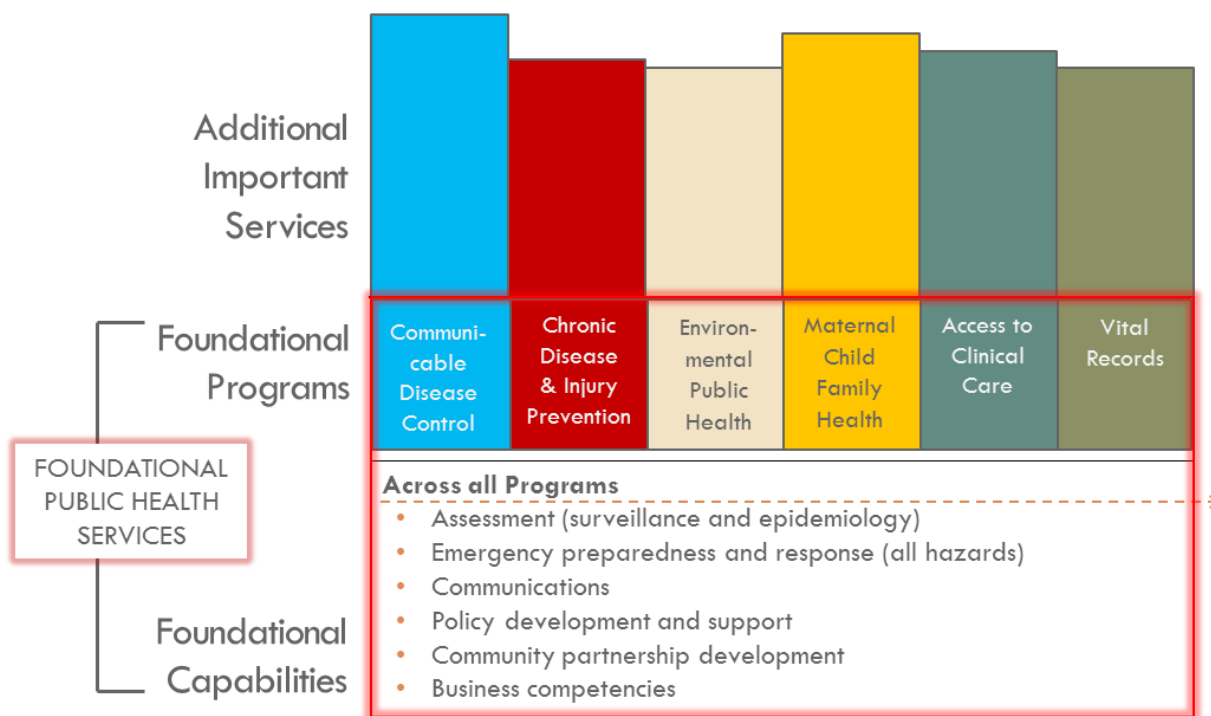 Additional
Important
Services
Foundational
Programs
Communi-
cable
Disease
Control
Chronic
Disease
& Injury
Prevention
Environ-
mental
Public
Health
Maternal
Child
Family
Health
Access to
Clinical
Care
Vital
Records
FOUNDATIONAL
PUBLIC HEALTH
SERVICES
Foundational
Capabilities
Across all Programs
• Assessment (surveillance and epidemiology)
• Emergency preparedness and response (all hazards)
• Communications
• Policy development and support
• Community partnership development
• Business competencies